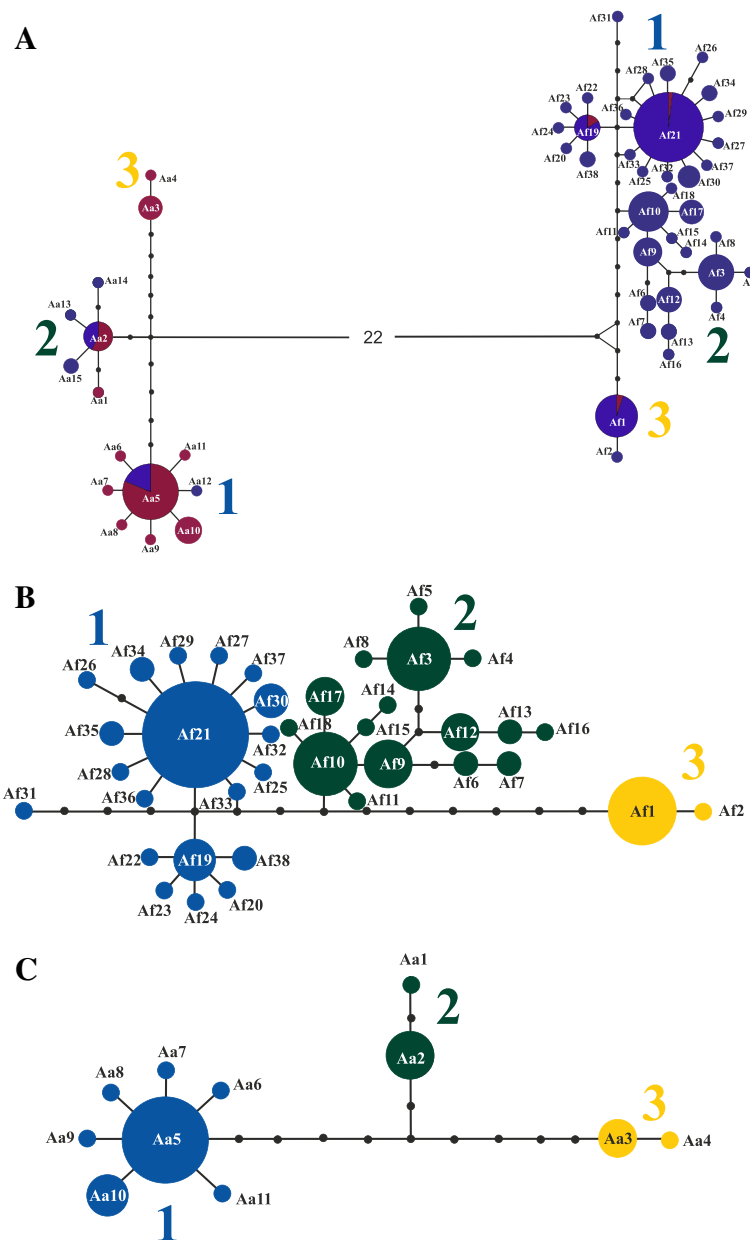 A
Af31
1
Af26
Af28
Af35
Af34
Af22
Af23
Af36
Af29
Af24
Af19
Af21
Af27
Af20
Af33
Af32
Af37
Af38
Af25
Af30
3
Aa4
Aa3
Af18
Af10
Af17
Af11
Af15
Af14
Af8
Af9
Af3
A
Aa14
Aa13
Af6
Af12
Af4
2
Aa2
22
Af7
Af13
2
Aa15
Af16
Aa1
Af1
3
Af2
Aa6
Aa11
Aa7
Aa5
Aa12
1
Aa8
Aa10
Aa9
B
Af5
1
2
Af29
Af27
Af34
Af37
Af8
Af3
Af4
Af26
Af30
Af17
Af14
Af35
Af21
Af18
Af15
Af12
Af13
Af16
Af32
Af10
Af9
Af28
Af25
Af6
Af7
3
Af31
Af36
Af33
Af11
Af1
Af2
Af22
Af19
Af38
Af23
Af24
Af20
C
Aa1
2
Aa7
Aa8
Aa6
Aa2
3
Aa9
Aa5
Aa3
Aa4
Aa10
Aa11
1